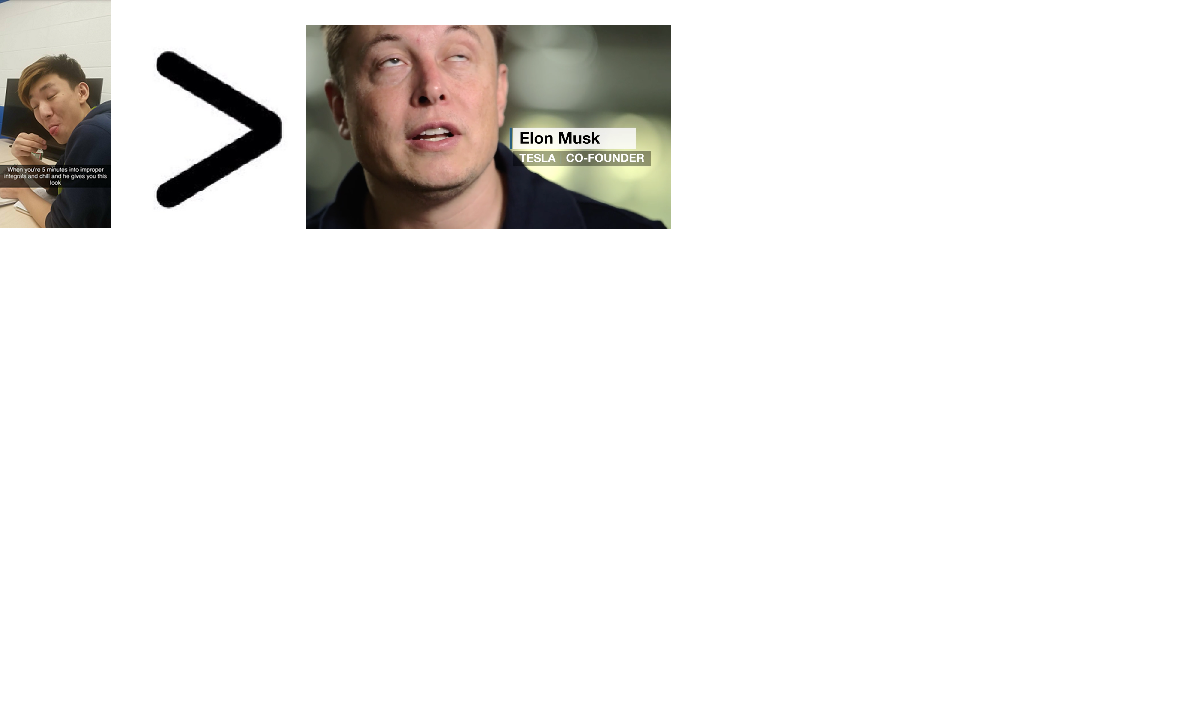 When you're 5 minutes into improper
integrals and chill and he gives you this
look
>
Elon Musk
TESLA CO-FOUNDER